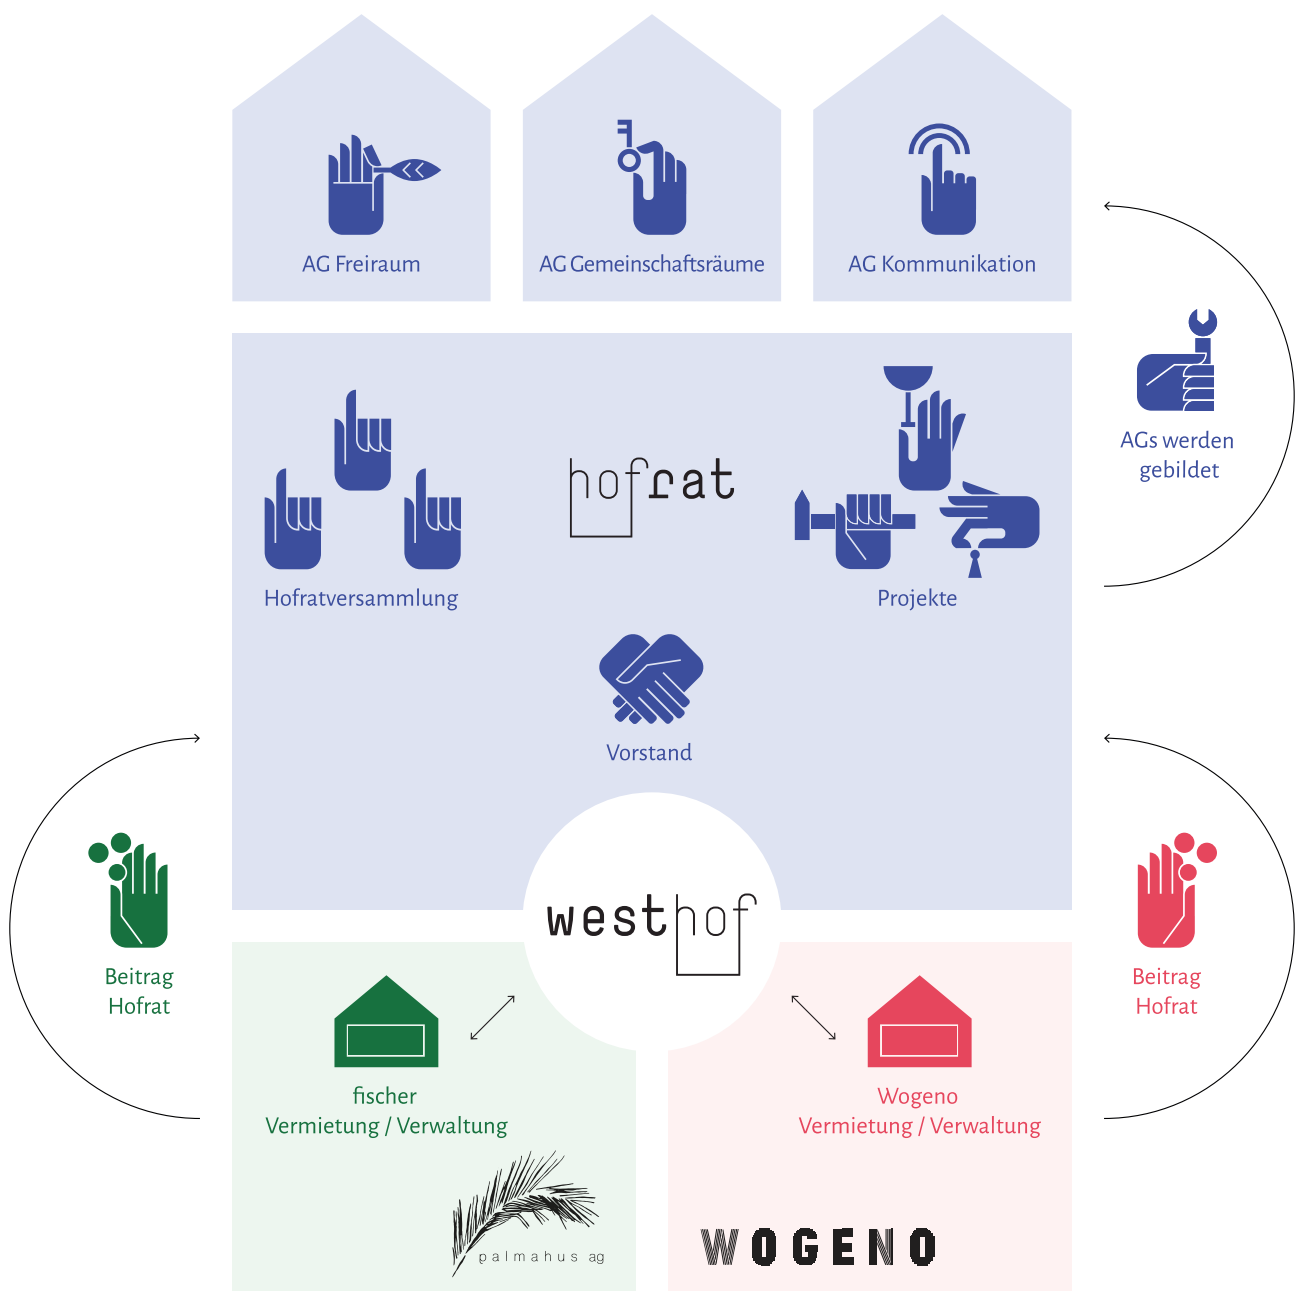 AG Freiraum
AG Gemeinschaftsräume
AG Kommunikation
AGs werden
gebildet
hofrat
Hofratversammlung
Projekte
Vorstand
westhof
Beitrag
Hofrat
Beitrag
Hofrat
fischer
Vermietung / Verwaltung
palmahus ag
Wogeno
Vermietung / Verwaltung
WOGENO